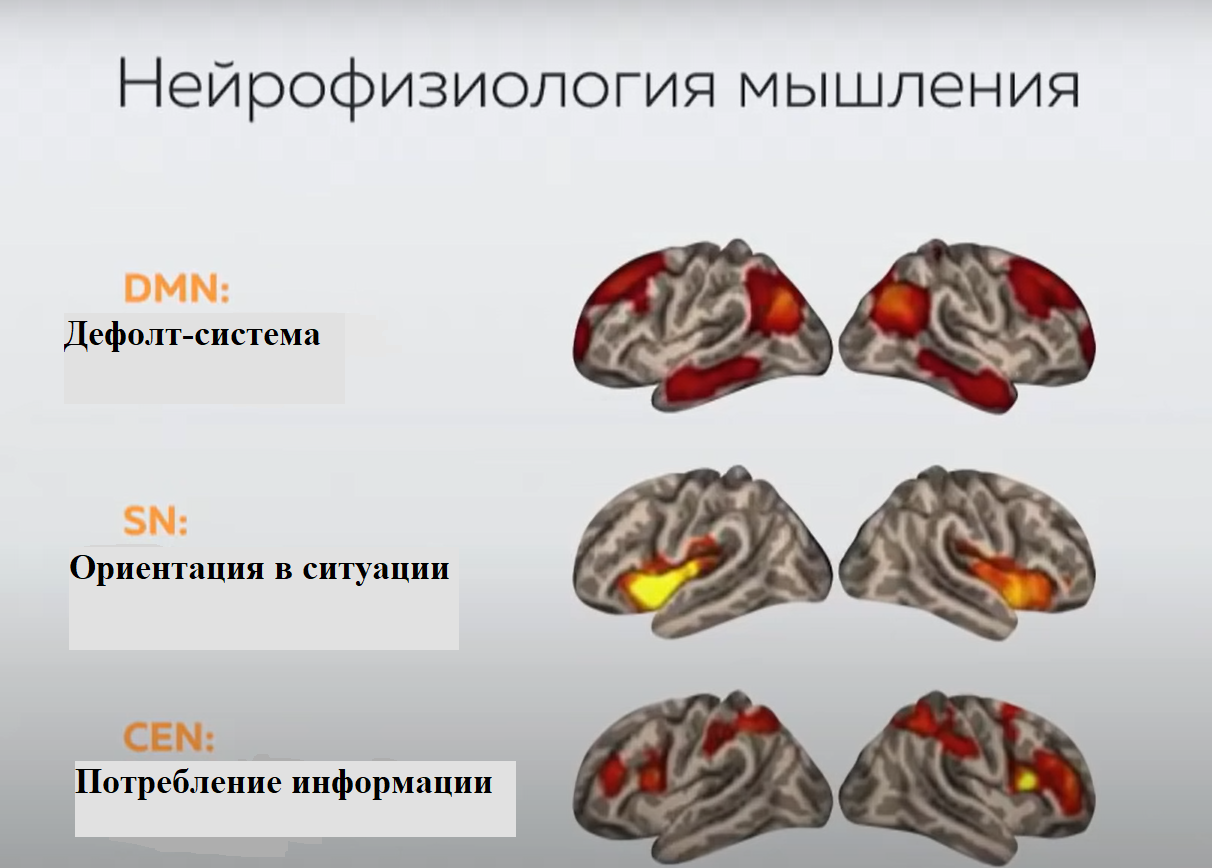 Нейрофизиология мышления
DMN:
Дефолт-система
SN:
Ориентация в ситуации
CEN:
Потребление информации